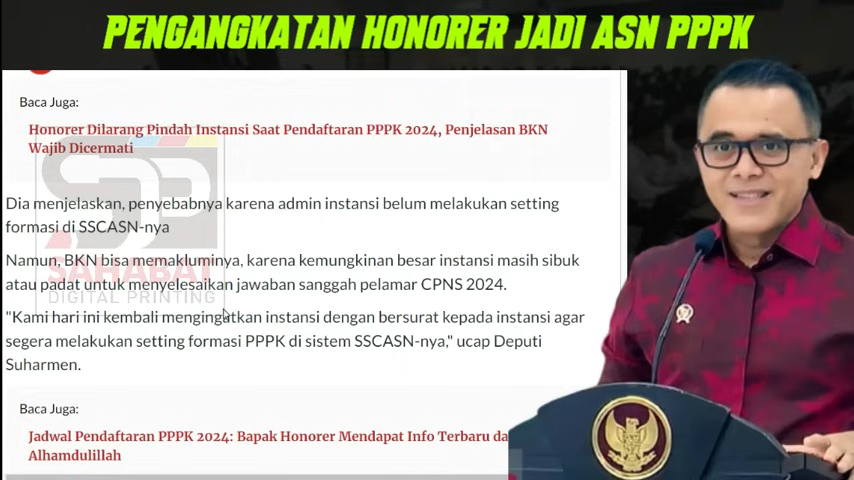 PENGANGKATAN HONORER JADI ASN PPPK
Baca Juga:
Honorer Dilarang Pindah Instansi Saat Pendaftaran PPPK 2024, Penjelasan BKN
Wajib Dicermati
Dia menjelaskan, penyebabnya karena admin instansi belum melakukan setting
formasi di SSCASN-nya
Namun, BKN bisa memakluminya, karena kemungkinan besar instansi masih sibuk
atau padat untuk menyelesaikan jawaban sanggah pelamar CPNS 2024.
SAHABAT
DIGITAL PRINTING
"Kami hari ini kembali mengingatkan instansi dengan bersurat kepada instansi agar
segera melakukan setting formasi PPPK di sistem SSCASN-nya," ucap Deputi
Suharmen.
Baca Juga:
Jadwal Pendaftaran PPPK 2024: Bapak Honorer Mendapat Info Terbaru da
Alhamdulillah